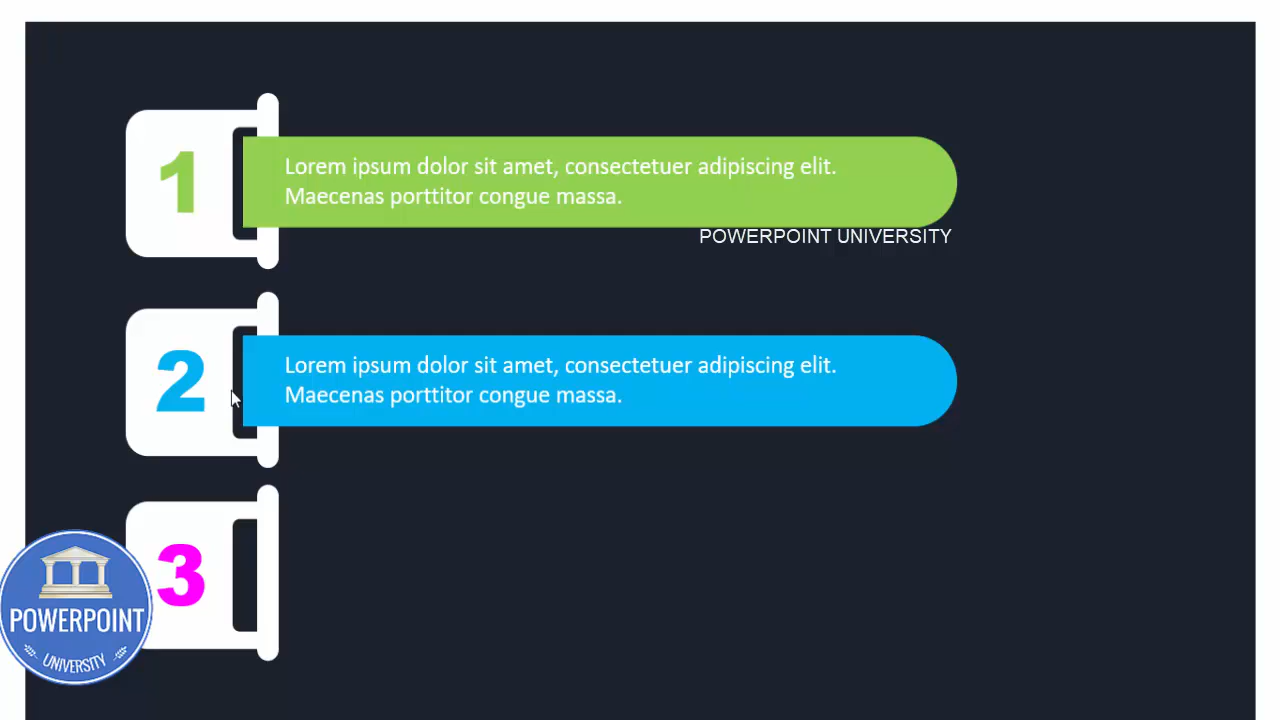 1
Lorem ipsum dolor sit amet, consectetuer adipiscing elit.
Maecenas porttitor congue massa.
POWERPOINT UNIVERSITY
2
Lorem ipsum dolor sit amet, consectetuer adipiscing elit.
Maecenas porttitor congue massa.
3
POWERPOINT
UNIVERSITY